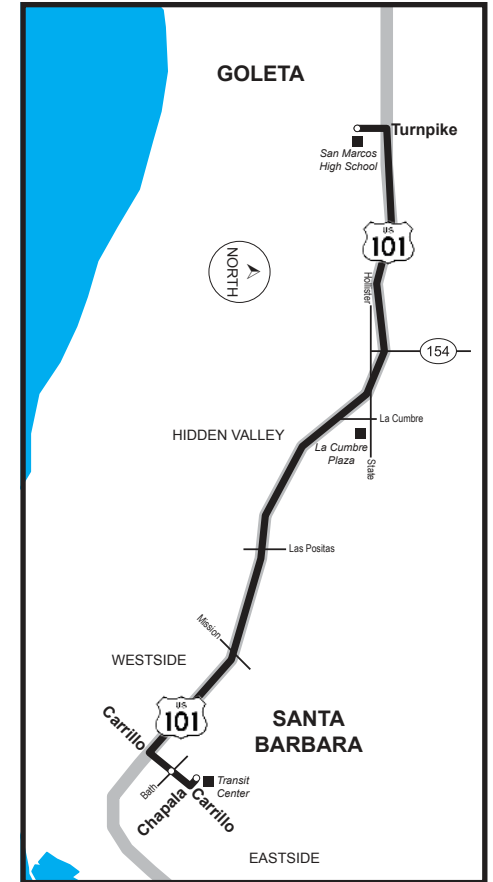 GOLETA
Turnpike
San Marcos
High School
US
101
NORTH
Hollister
154
La Cumbre
HIDDEN VALLEY
La Cumbre
Plaza
State
Las Positas
Mission
WESTSIDE
US
101
Carrillo
SANTA
BARBARA
Transit
Center
Bath
Chapala
Carrillo
EASTSIDE